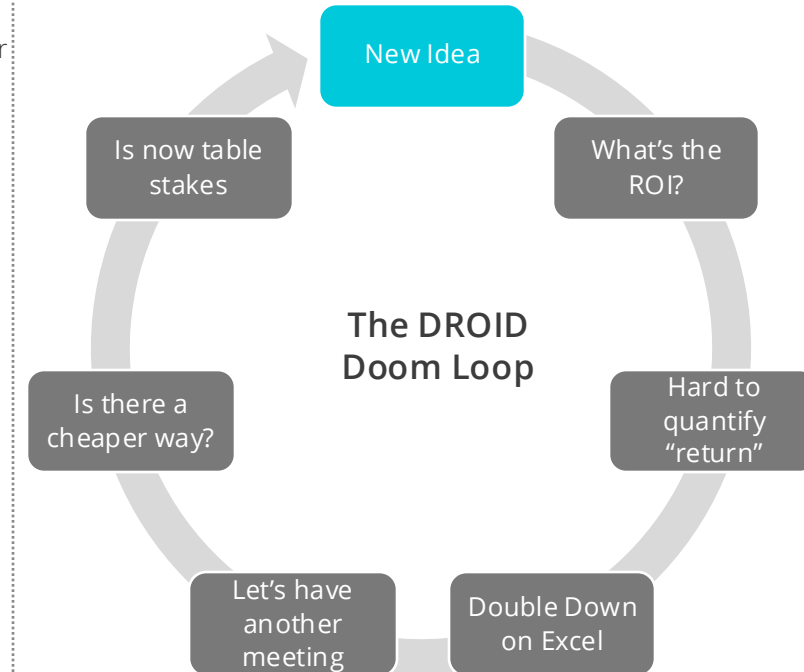 New Idea
What's the
ROI?
Hard to
quantify
“return”
Double Down
on Excel
Let's have
another
meeting
Is there a
cheaper way?
Is now table
stakes
The DROID
Doom Loop